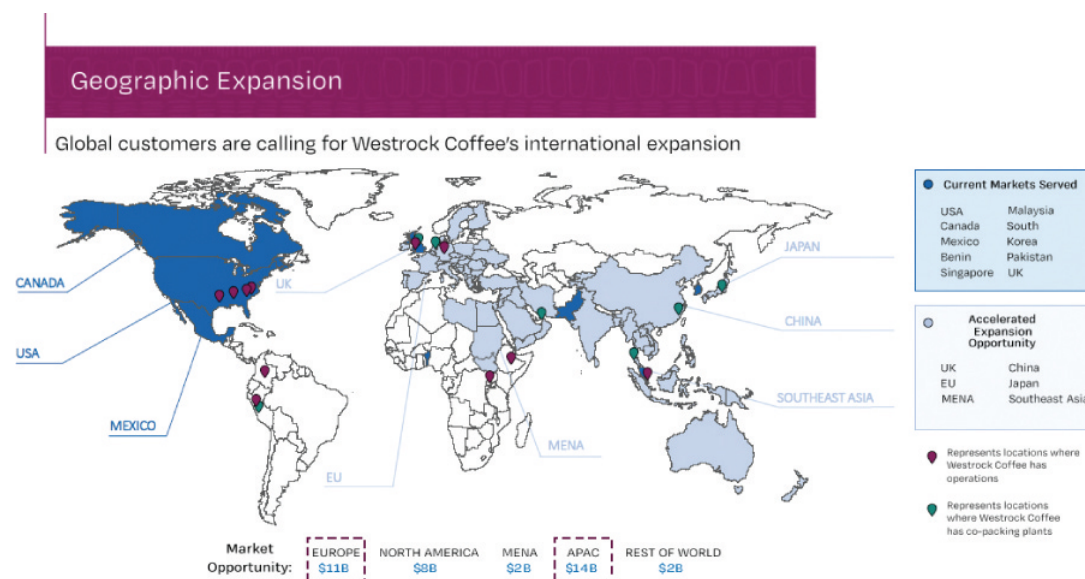 Geographic Expansion
Global customers are calling for Westrock Coffee's international expansion
CANADA
USA
MEXICO
UK
EU
MENA
JAPAN
CHINA
SOUTHEAST ASIA
Current Markets Served
USA Malaysia
Canada South
Mexico Korea
Benin Pakistan
Singapore UK
Accelerated
Expansion
Opportunity
UK China
EU Japan
MENA Southeast Asia
Represents locations where
Westrock Coffee has
operations
Represents locations
where Westrock Coffee
has co-packing plants
Market
Opportunity:
EUROPE NORTH AMERICA MENA APAC REST OF WORLD
$11B $8B $2B $14B $2B